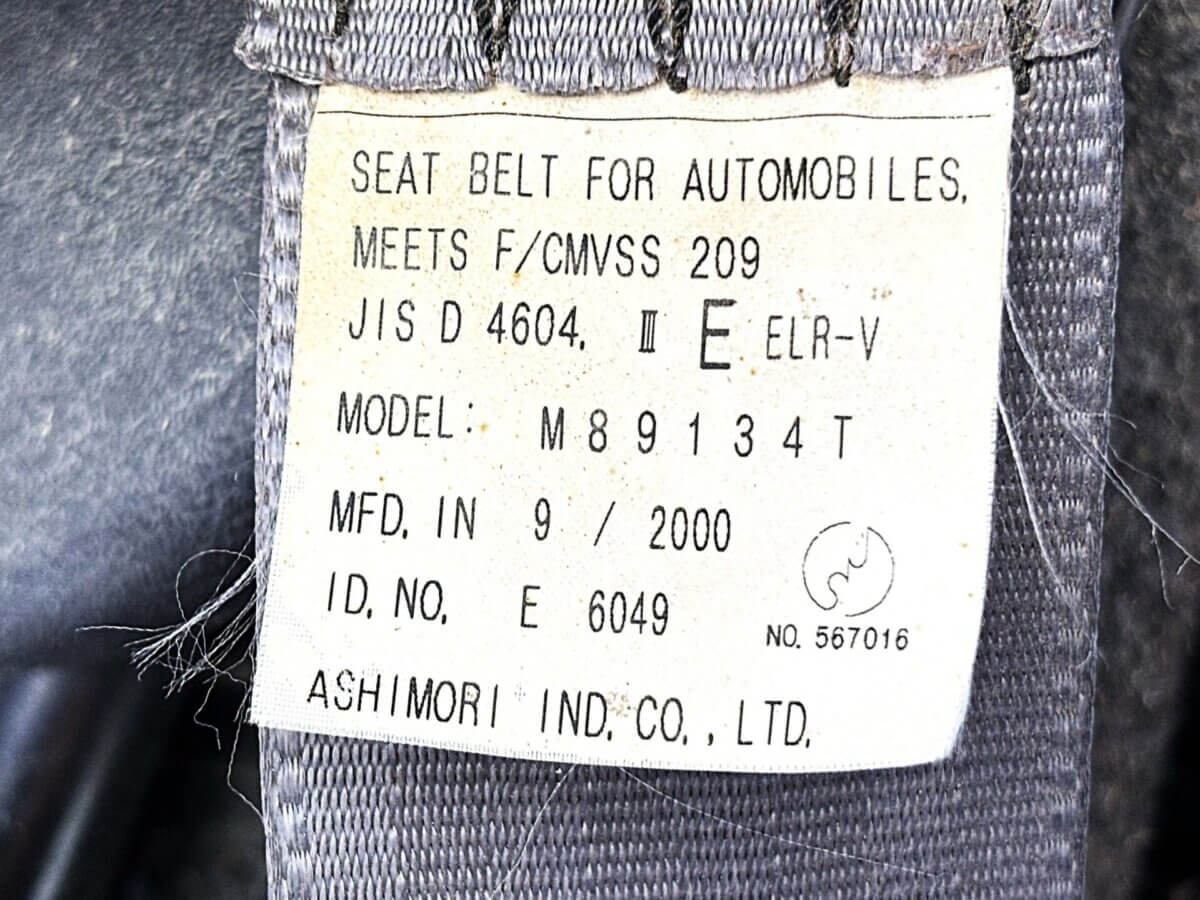 SEAT BELT FOR AUTOMOBILES.
MEETS F/CMVSS 209
JIS D 4604. Ⅲ E ELR-V
MODEL: M89134T
MFD. IN 9 / 2000
ID. NO. E 6049
NO. 567016
ASHIMORI IND. CO., LTD.